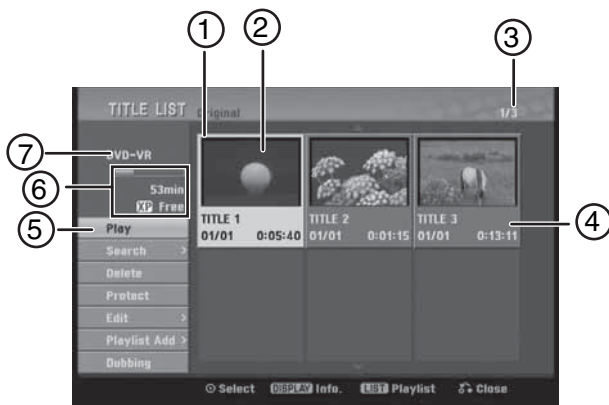 ① ② ③
TITLE LIST Original 1/3
⑦ DVD-VR
⑥ 53min
XP Free
⑤ Play
Search >
Delete
Protect
Edit >
Playlist Add >
Dubbing
TITLE 1
01/01 0:05:40
TITLE 2
01/01 0:01:15
TITLE 3
01/01 0:13:11
④
Select DISPLAY Info. LIST Playlist Close